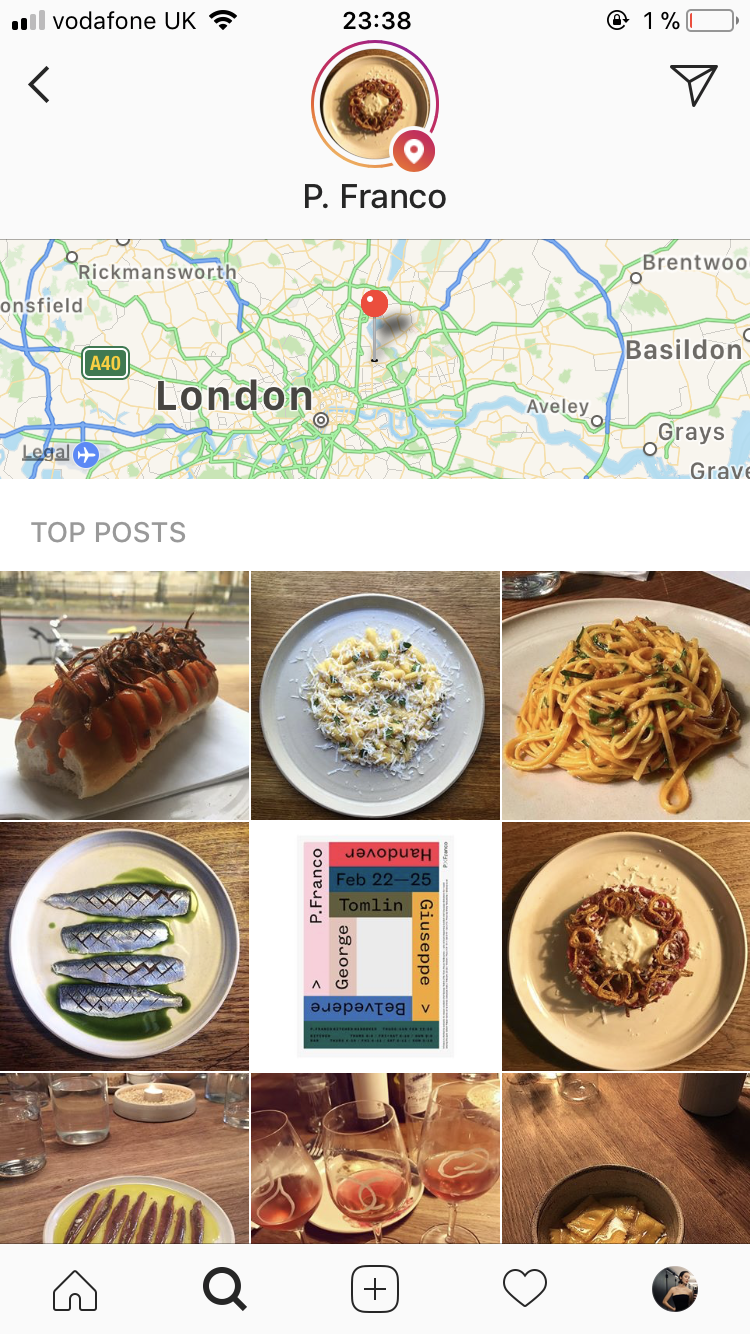 vodafone UK
23:38
1 %
P. Franco
Rickmansworth
Brentwoo
onsfield
A40
Basildon
London
Aveley
Grays
Legal
Grave
TOP POSTS
P.Franco
Handover
P.Franco
Feb 22—25
Tomlin
George
Giuseppe
>
>
Belvedere